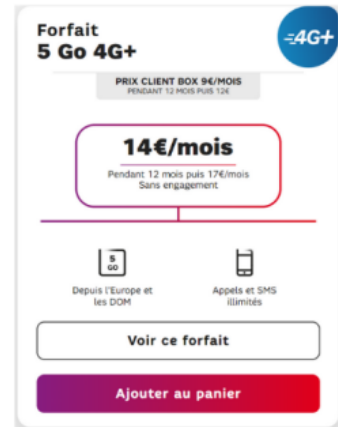 Forfait
5 Go 4G+
4G+
PRIX CLIENT BOX 9€/MOIS
PENDANT 12 MOIS PUIS 12€
14€/mois
Pendant 12 mois puis 17€/mois
Sans engagement
5
GO
Depuis l'Europe et
les DOM
Appels et SMS
illimités
Voir ce forfait
Ajouter au panier